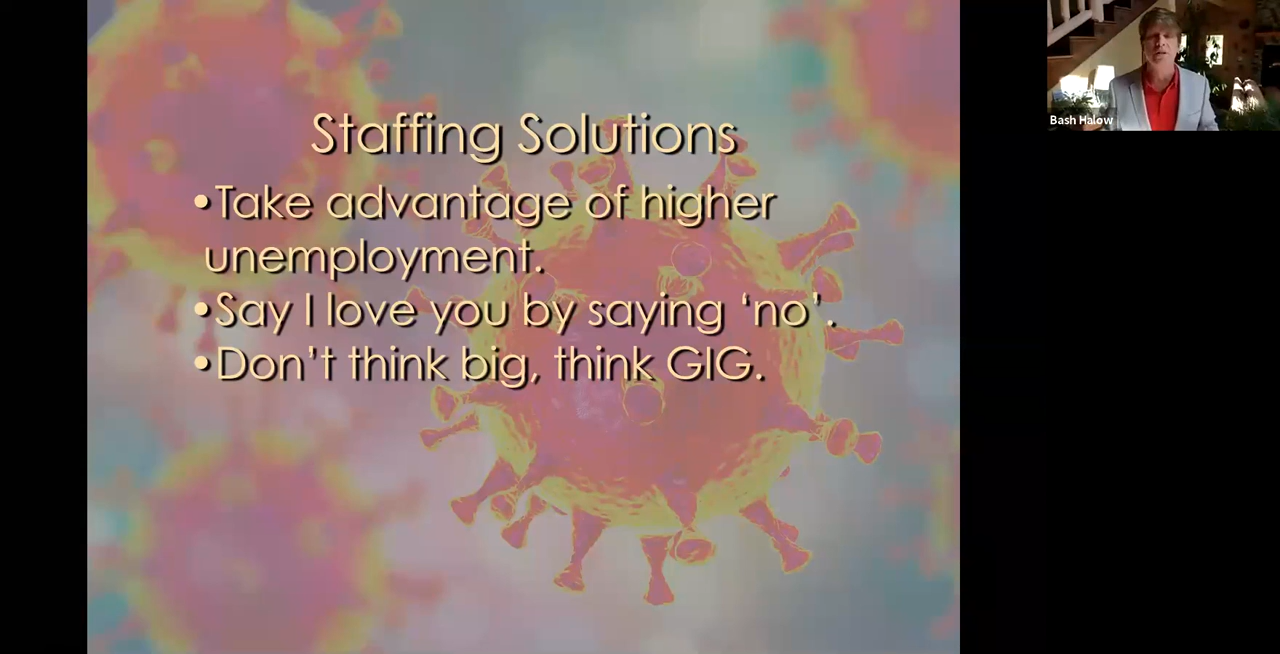 Staffing Solutions
•Take advantage of higher
unemployment.
•Say I love you by saying ‘no’.
•Don’t think big, think GIG.
Bash Halow